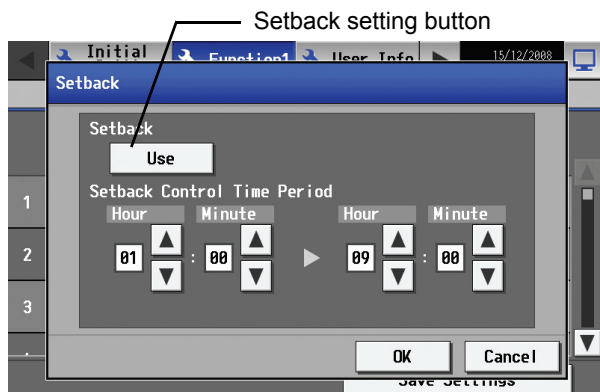 Setback setting button
Initial Function1 User Info 15/12/2008
Setback
Setback
Use
Setback Control Time Period
Hour Minute Hour Minute
01 : 00 09 : 00
1
2
3
OK Cancel
Save Settings